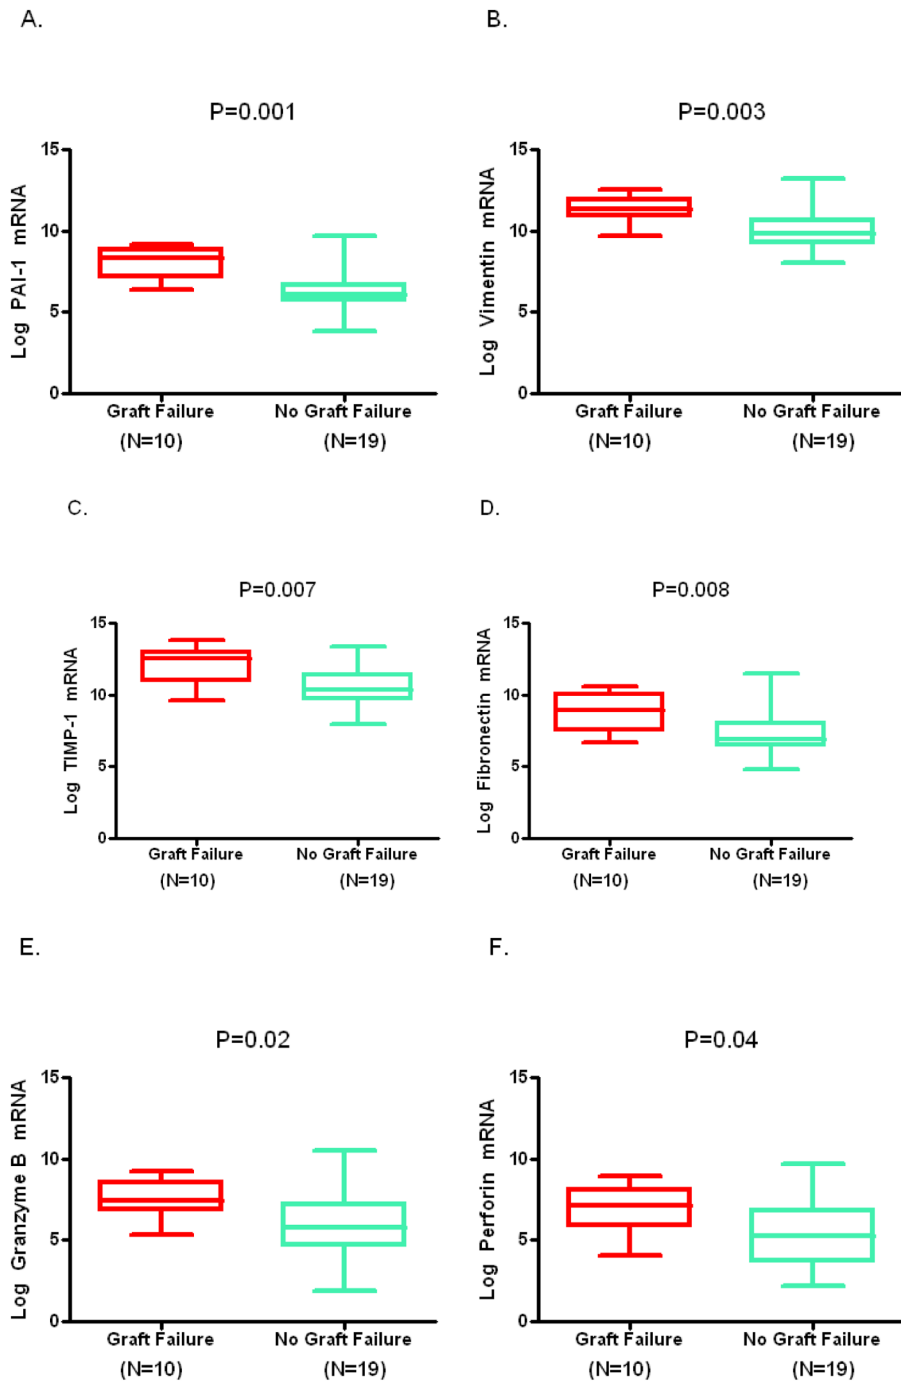 A.
P=0.001
Log PAI-1 mRNA
15
10
5
0
Graft Failure
No Graft Failure
(N=10)
(N=19)
B.
P=0.003
Log Vimentin mRNA
15
10
5
0
Graft Failure
No Graft Failure
(N=10)
(N=19)
C.
P=0.007
Log TIMP-1 mRNA
15
10
5
0
Graft Failure
No Graft Failure
(N=10)
(N=19)
D.
P=0.008
Log Fibronectin mRNA
15
10
5
0
Graft Failure
No Graft Failure
(N=10)
(N=19)
E.
P=0.02
Log Granzyme B mRNA
15
10
5
0
Graft Failure
No Graft Failure
(N=10)
(N=19)
F.
P=0.04
Log Perforin mRNA
15
10
5
0
Graft Failure
No Graft Failure
(N=10)
(N=19)